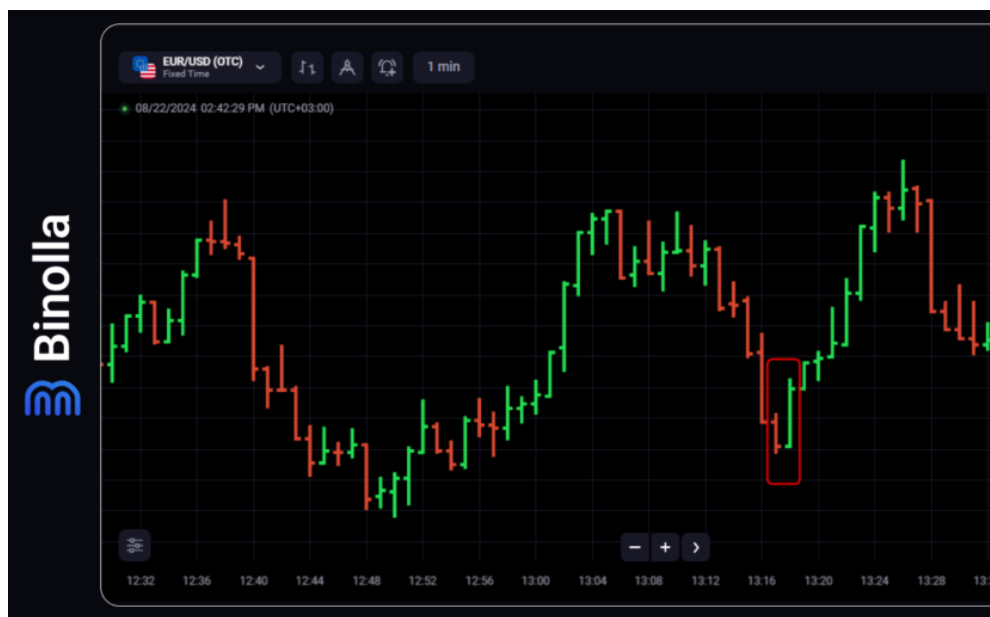 Binolla
EUR/USD (OTC)
Fixed Time
1 min
08/22/2024 02:42:29 PM (UTC+03:00)
12:32 12:36 12:40 12:44 12:48 12:52 12:56 13:00 13:04 13:08 13:12 13:16 13:20 13:24 13:28 13: